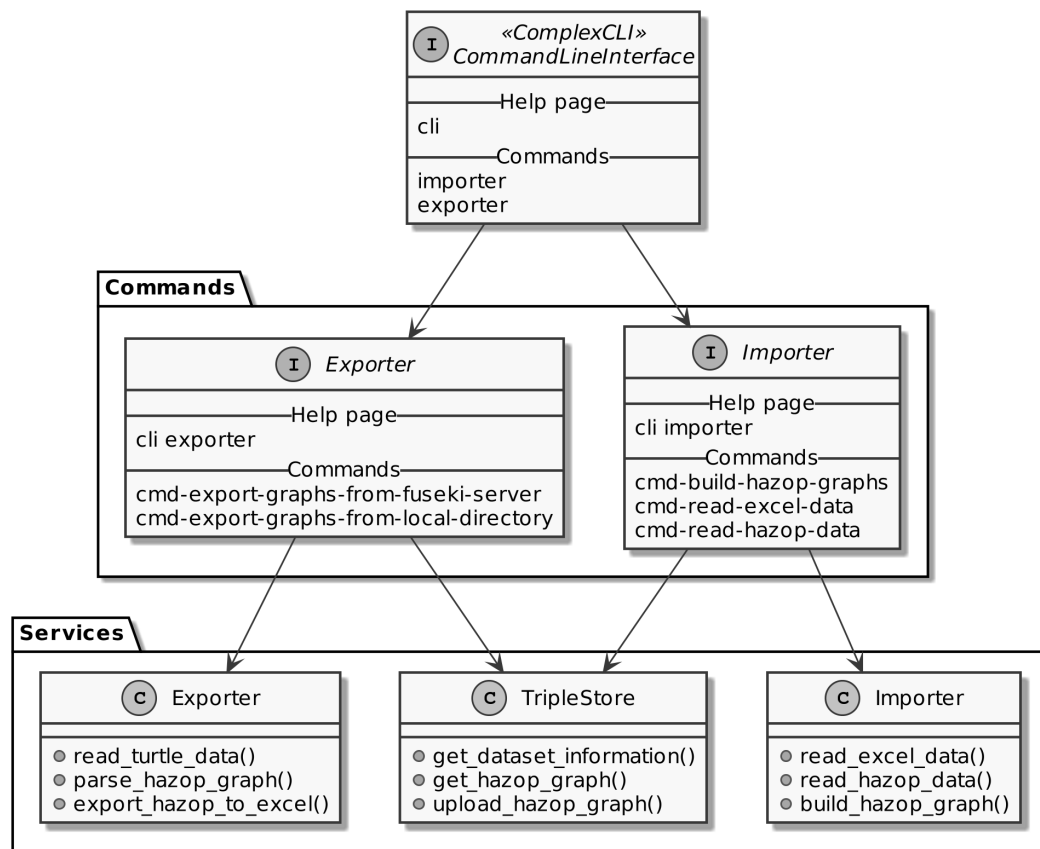 I
«ComplexCLI»
CommandLineInterface
Help page
cli
Commands
importer
exporter
Commands
I Exporter
Help page
cli exporter
Commands
cmd-export-graphs-from-fuseki-server
cmd-export-graphs-from-local-directory
I Importer
Help page
cli importer
Commands
cmd-build-hazop-graphs
cmd-read-excel-data
cmd-read-hazop-data
Services
C Exporter
read_turtle_data()
parse_hazop_graph()
export_hazop_to_excel()
C TripleStore
get_dataset_information()
get_hazop_graph()
upload_hazop_graph()
C Importer
read_excel_data()
read_hazop_data()
build_hazop_graph()